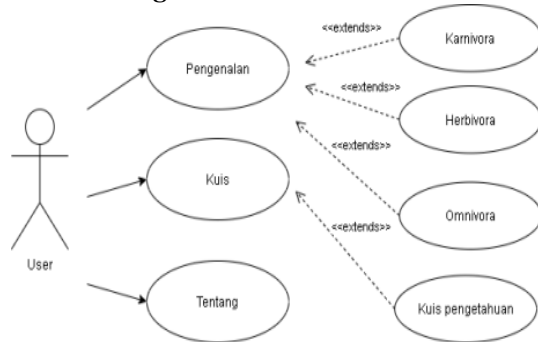 Pengenalan
<<extends>>
Karnivora
<<extends>>
Herbivora
<<extends>>
Kuis
Omnivora
<<extends>>
User
Tentang
Kuis pengetahuan